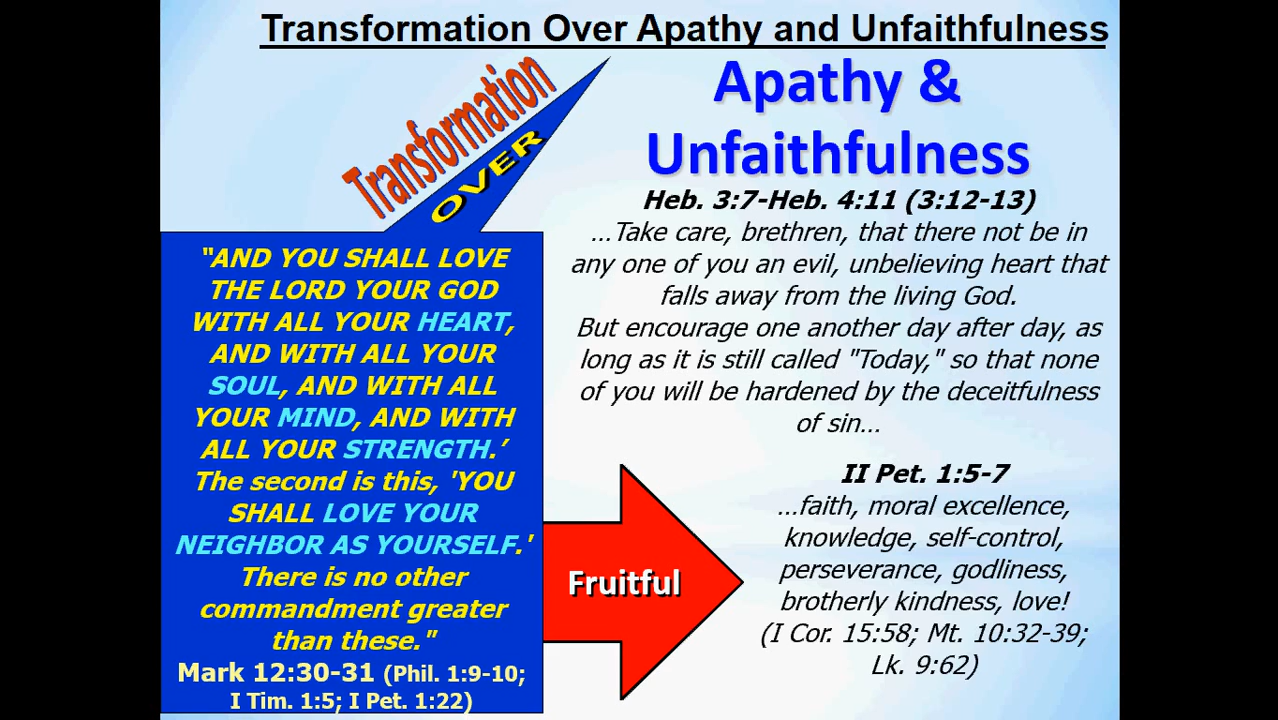 Transformation Over Apathy and Unfaithfulness
Transformation
OVER
Apathy &
Unfaithfulness
"AND YOU SHALL LOVE
THE LORD YOUR GOD
WITH ALL YOUR HEART,
AND WITH ALL YOUR
SOUL, AND WITH ALL
YOUR MIND, AND WITH
ALL YOUR STRENGTH.’
The second is this, 'YOU
SHALL LOVE YOUR
NEIGHBOR AS YOURSELF.'
There is no other
commandment greater
than these."
Mark 12:30-31 (Phil. 1:9-10;
I Tim. 1:5; I Pet. 1:22)
Heb. 3:7-Heb. 4:11 (3:12-13)
…Take care, brethren, that there not be in
any one of you an evil, unbelieving heart that
falls away from the living God.
But encourage one another day after day, as
long as it is still called "Today," so that none
of you will be hardened by the deceitfulness
of sin…
Fruitful
II Pet. 1:5-7
…faith, moral excellence,
knowledge, self-control,
perseverance, godliness,
brotherly kindness, love!
(I Cor. 15:58; Mt. 10:32-39;
Lk. 9:62)